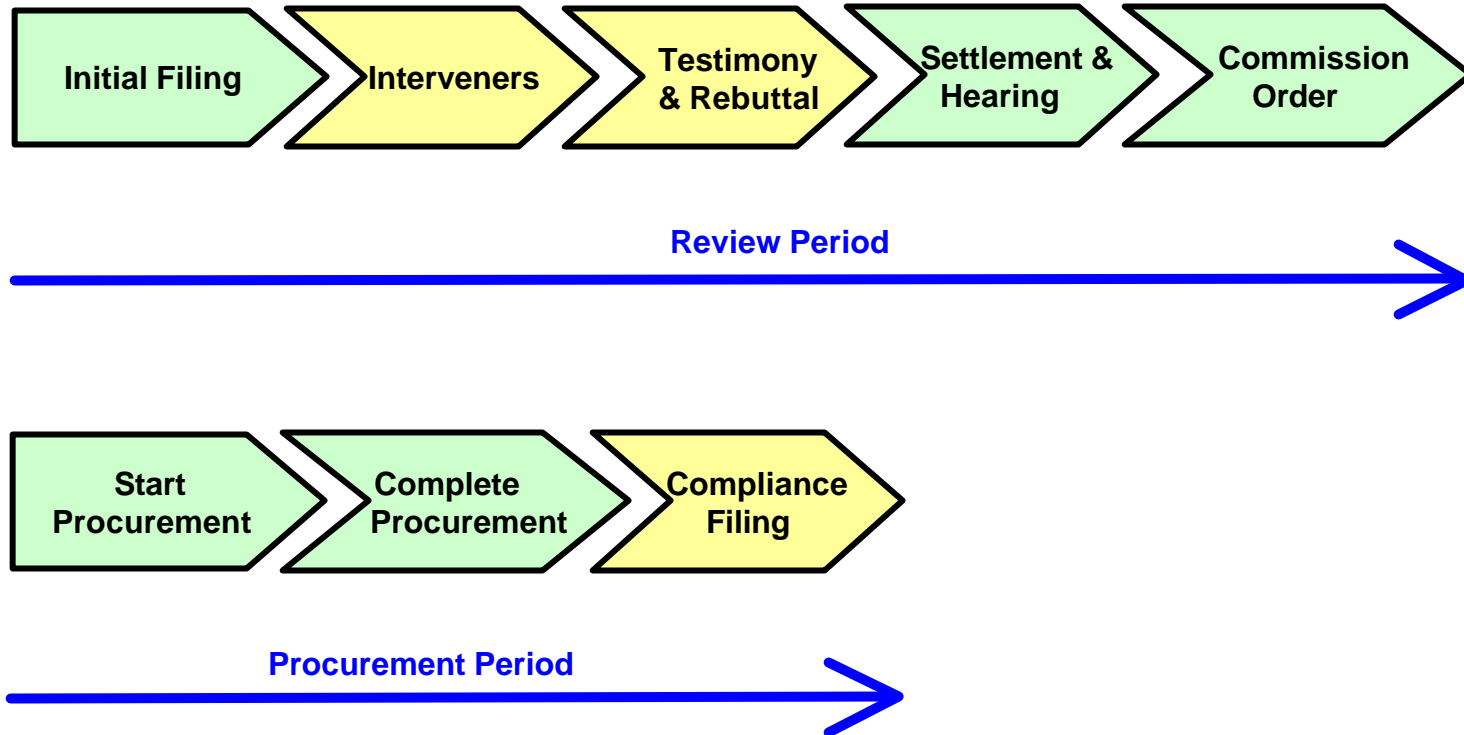 Initial Filing
Interveners
Testimony
& Rebuttal
Settlement &
Hearing
Commission
Order
Review Period
Start
Procurement
Complete
Procurement
Compliance
Filing
Procurement Period